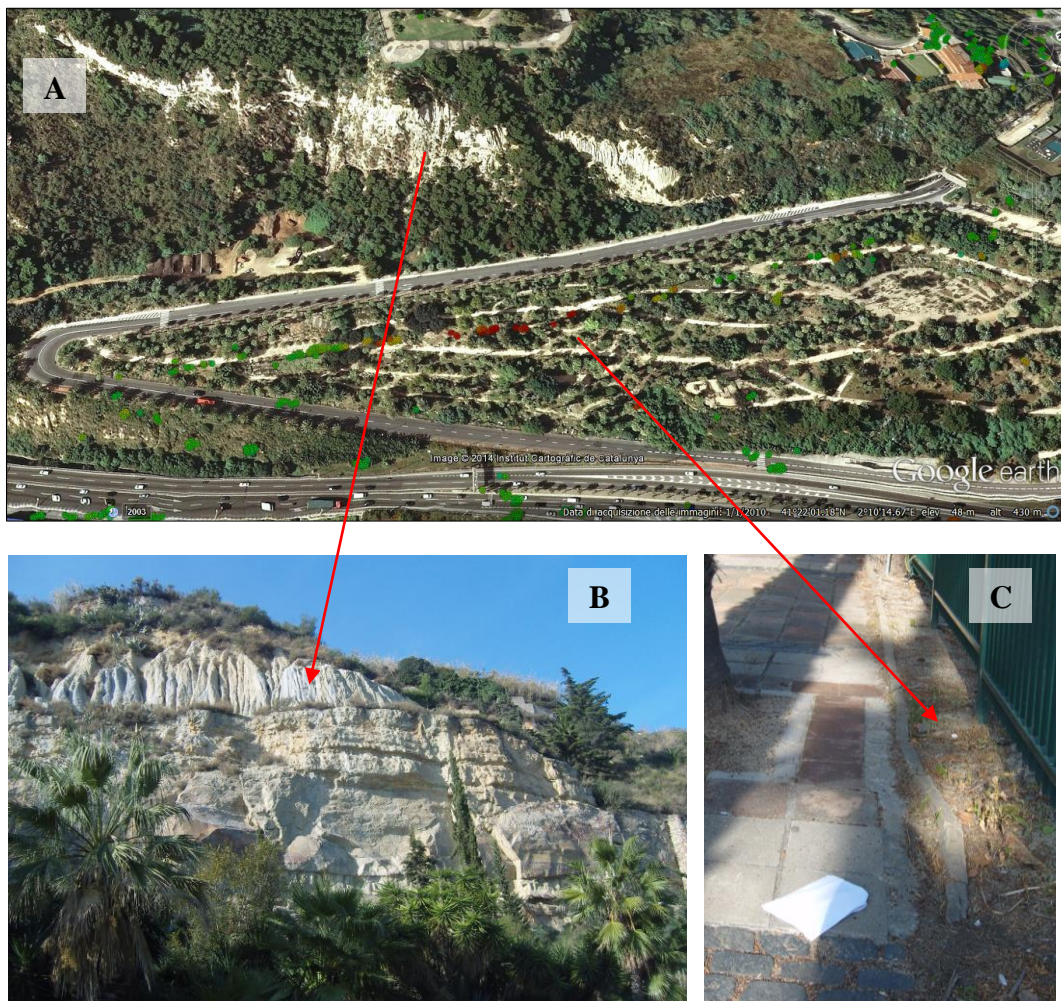 A
Image © 2014 Institut Cartogràfic de Catalunya
Google earth
2003
Data di acquisizione delle immagini: 1/1/2010 41°22'01.18"N 2°10'14.67"E elev 48 m alt 430 m
B
C